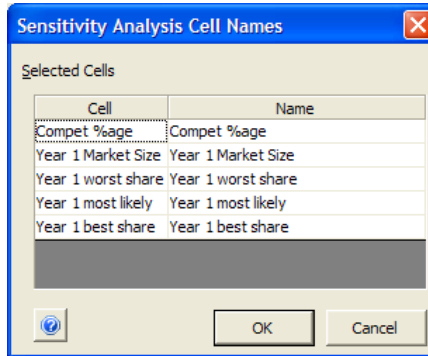 Sensitivity Analysis Cell Names
Selected Cells
Cell Name
Compet %age Compet %age
Year 1 Market Size Year 1 Market Size
Year 1 worst share Year 1 worst share
Year 1 most likely Year 1 most likely
Year 1 best share Year 1 best share
OK Cancel